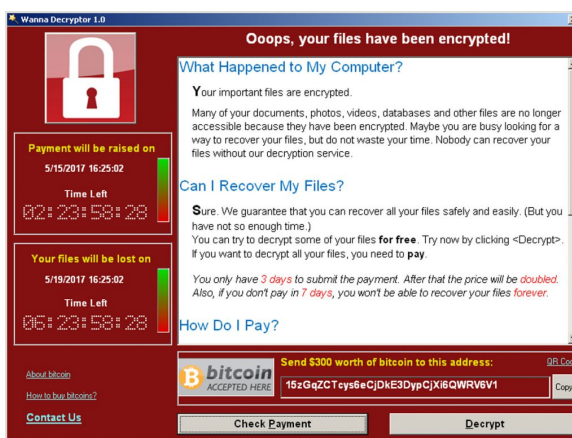 Wanna Decryptor 1.0
Ooops, your files have been encrypted!
What Happened to My Computer?
Your important files are encrypted.
Many of your documents, photos, videos, databases and other files are no longer
accessible because they have been encrypted. Maybe you are busy looking for a
way to recover your files, but do not waste your time. Nobody can recover your
files without our decryption service.
Can I Recover My Files?
Sure. We guarantee that you can recover all your files safely and easily. (But you
have not so enough time.)
You can try to decrypt some of your files for free. Try now by clicking <Decrypt>.
If you want to decrypt all your files, you need to pay.
You only have 3 days to submit the payment. After that the price will be doubled.
Also, if you don't pay in 7 days, you won't be able to recover your files forever.
How Do I Pay?
Payment will be raised on
5/15/2017 16:25:02
Time Left
02:23:58:28
Your files will be lost on
5/19/2017 16:25:02
Time Left
06:23:58:28
About bitcoin
How to buy bitcoins?
Contact Us
bitcoin
ACCEPTED HERE
Send $300 worth of bitcoin to this address:
QR Cod
15zGqZCTcys6eCjDkE3DypCjXi6QWRV6V1
Copy
Check Payment
Decrypt